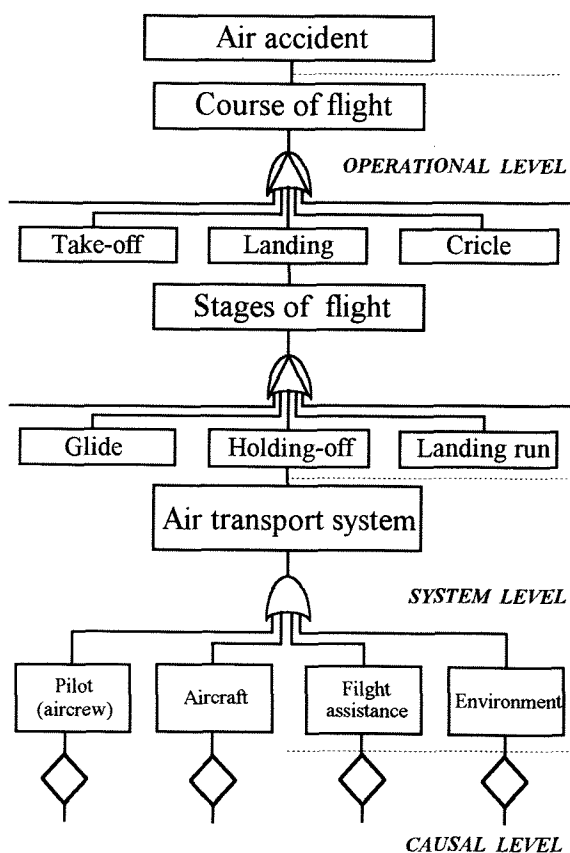 Air accident
Course of flight
OPERATIONAL LEVEL
Take-off
Landing
Cricle
Stages of flight
Glide
Holding-off
Landing run
Air transport system
SYSTEM LEVEL
Pilot
(aircrew)
Aircraft
Filght
assistance
Environment
CAUSAL LEVEL